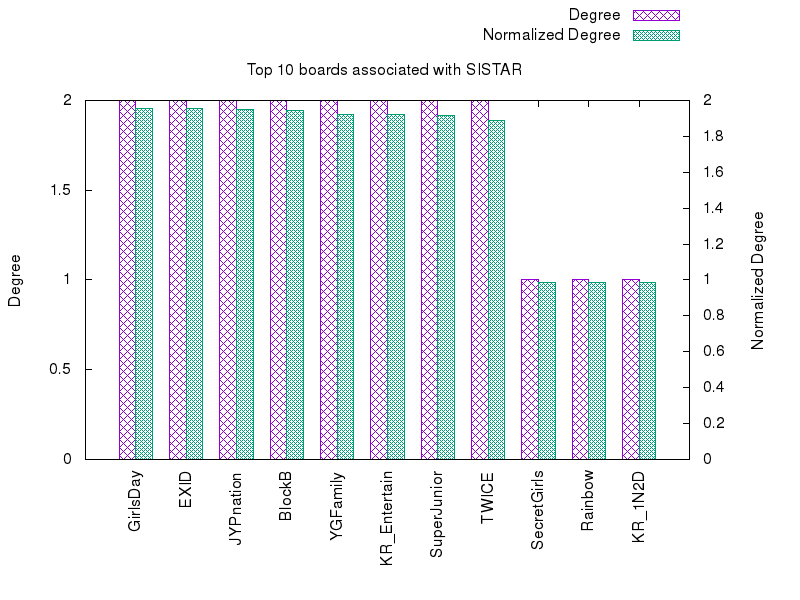 Degree
Normalized Degree
Top 10 boards associated with SISTAR
2
1.5
1
0.5
0
Degree
2
1.8
1.6
1.4
1.2
1
0.8
0.6
0.4
0.2
0
Normalized Degree
GirlsDay
EXID
JYPnation
BlockB
YGFamily
KR_Entertain
SuperJunior
TWICE
SecretGirls
Rainbow
KR_1N2D